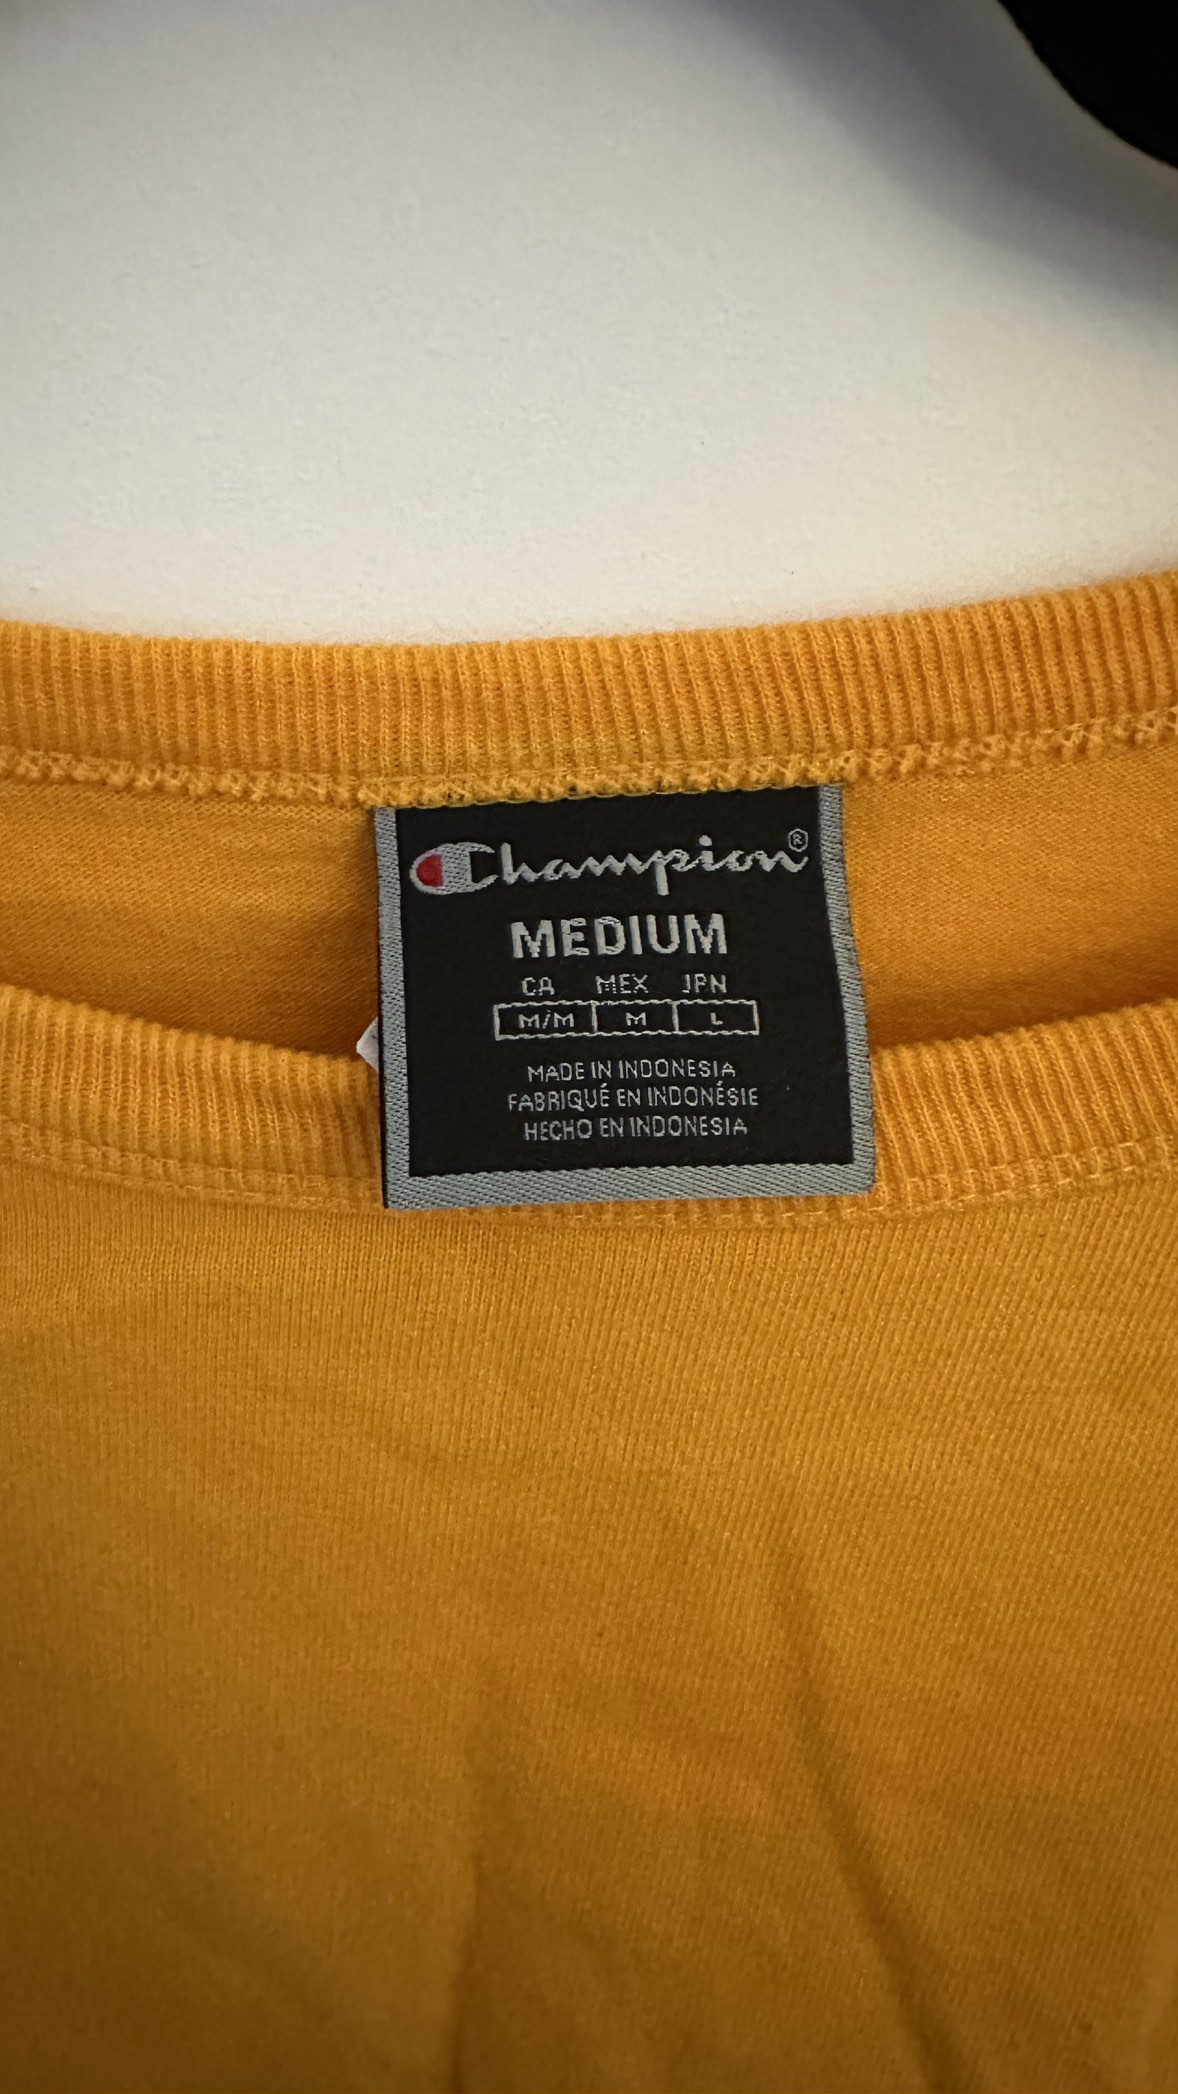 Champion®
MEDIUM
CA MEX JPN
M/M M L
MADE IN INDONESIA
FABRIQUÉ EN INDONÉSIE
HECHO EN INDONESIA